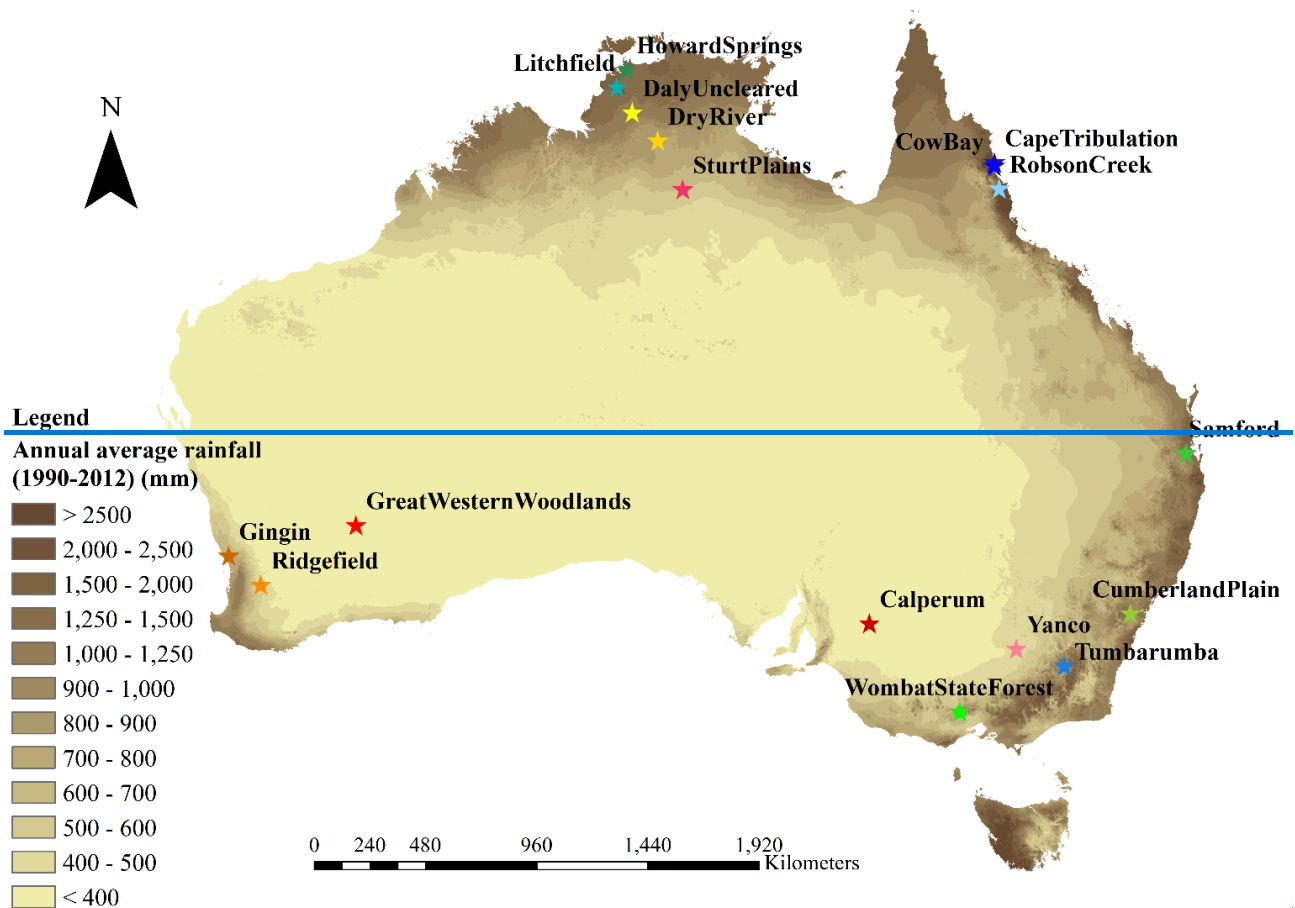 N
HowardSprings
Litchfield
DalyUncleared
DryRiver
SturtPlains
CowBay
CapeTribulation
RobsonCreek
Samford
Legend
Annual average rainfall
(1990-2012) (mm)
> 2500
2,000 - 2,500
1,500 - 2,000
1,250 - 1,500
1,000 - 1,250
900 - 1,000
800 - 900
700 - 800
600 - 700
500 - 600
400 - 500
< 400
GreatWesternWoodlands
Gingin
Ridgefield
Calperum
CumberlandPlain
Yanco
Tumbarumba
WombatStateForest
0 240 480 960 1,440 1,920
Kilometers